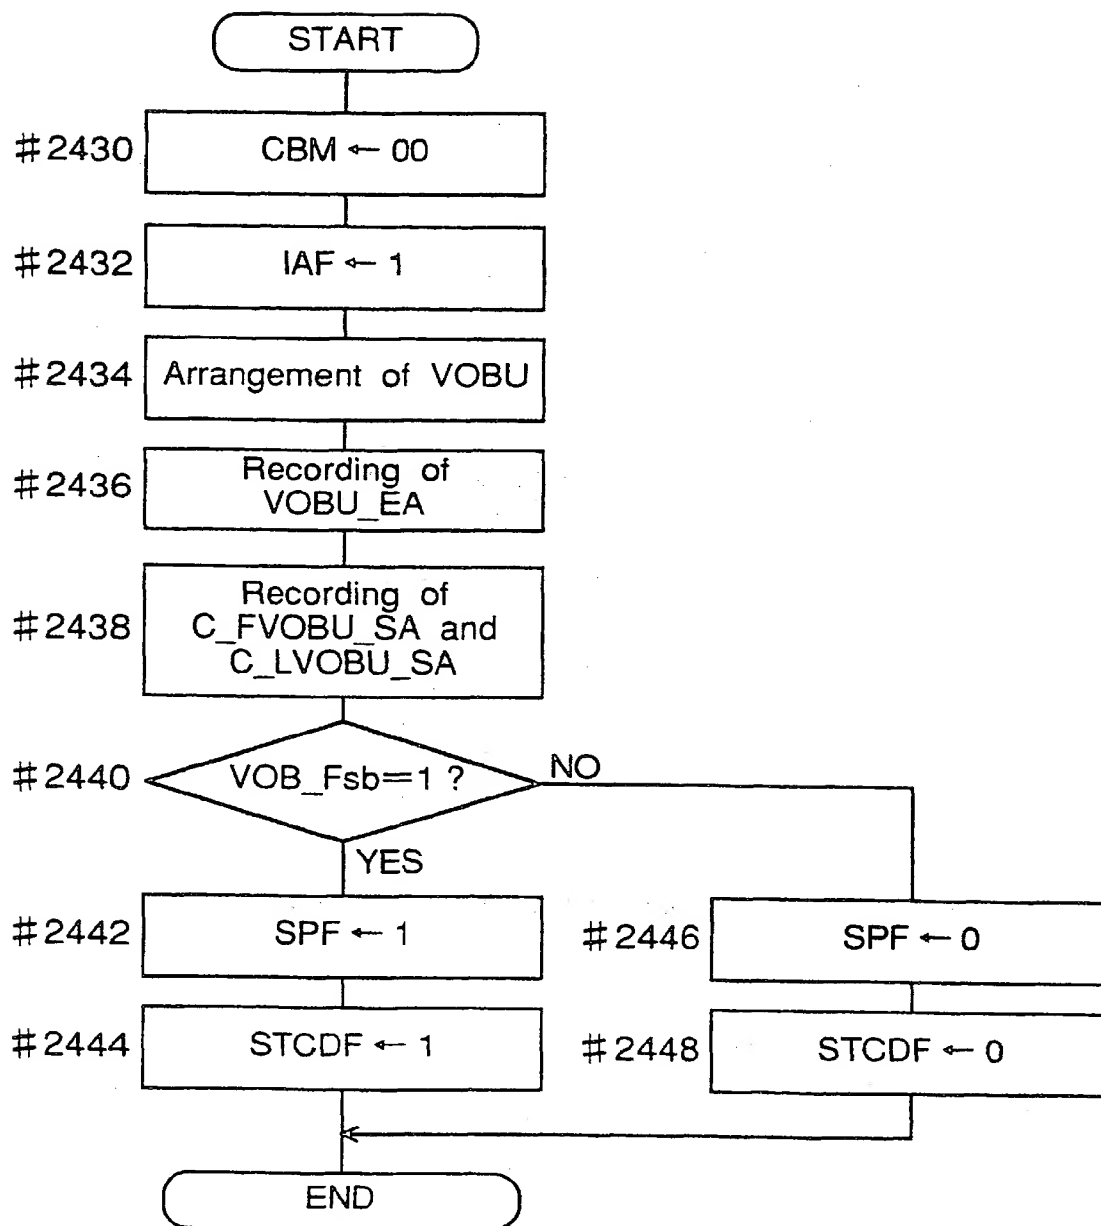 START
#2430 CBM ← 00
#2432 IAF ← 1
#2434 Arrangement of VOBU
Recording of
#2436 VOBU_EA
Recording of
#2438 C_FVOBU_SA and
C_LVOBU_SA
#2440 VOB_Fsb=1 ? NO
YES
#2442 SPF ← 1 #2446 SPF ← 0
#2444 STCDF ← 1 #2448 STCDF ← 0
END